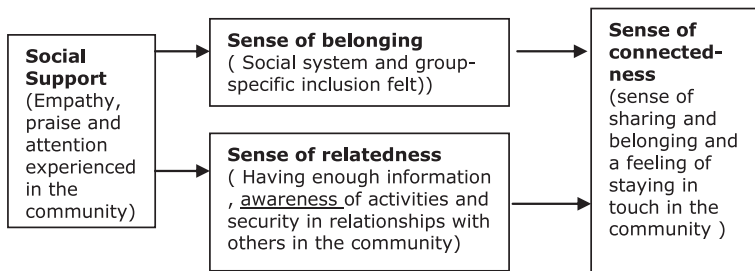 Social
Support
(Empathy,
praise and
attention
experienced
in the
community)
Sense of belonging
( Social system and group-
specific inclusion felt))
Sense of relatedness
( Having enough information
, awareness of activities and
security in relationships with
others in the community)
Sense of
connected-
ness
(sense of
sharing and
belonging and
a feeling of
staying in
touch in the
community )